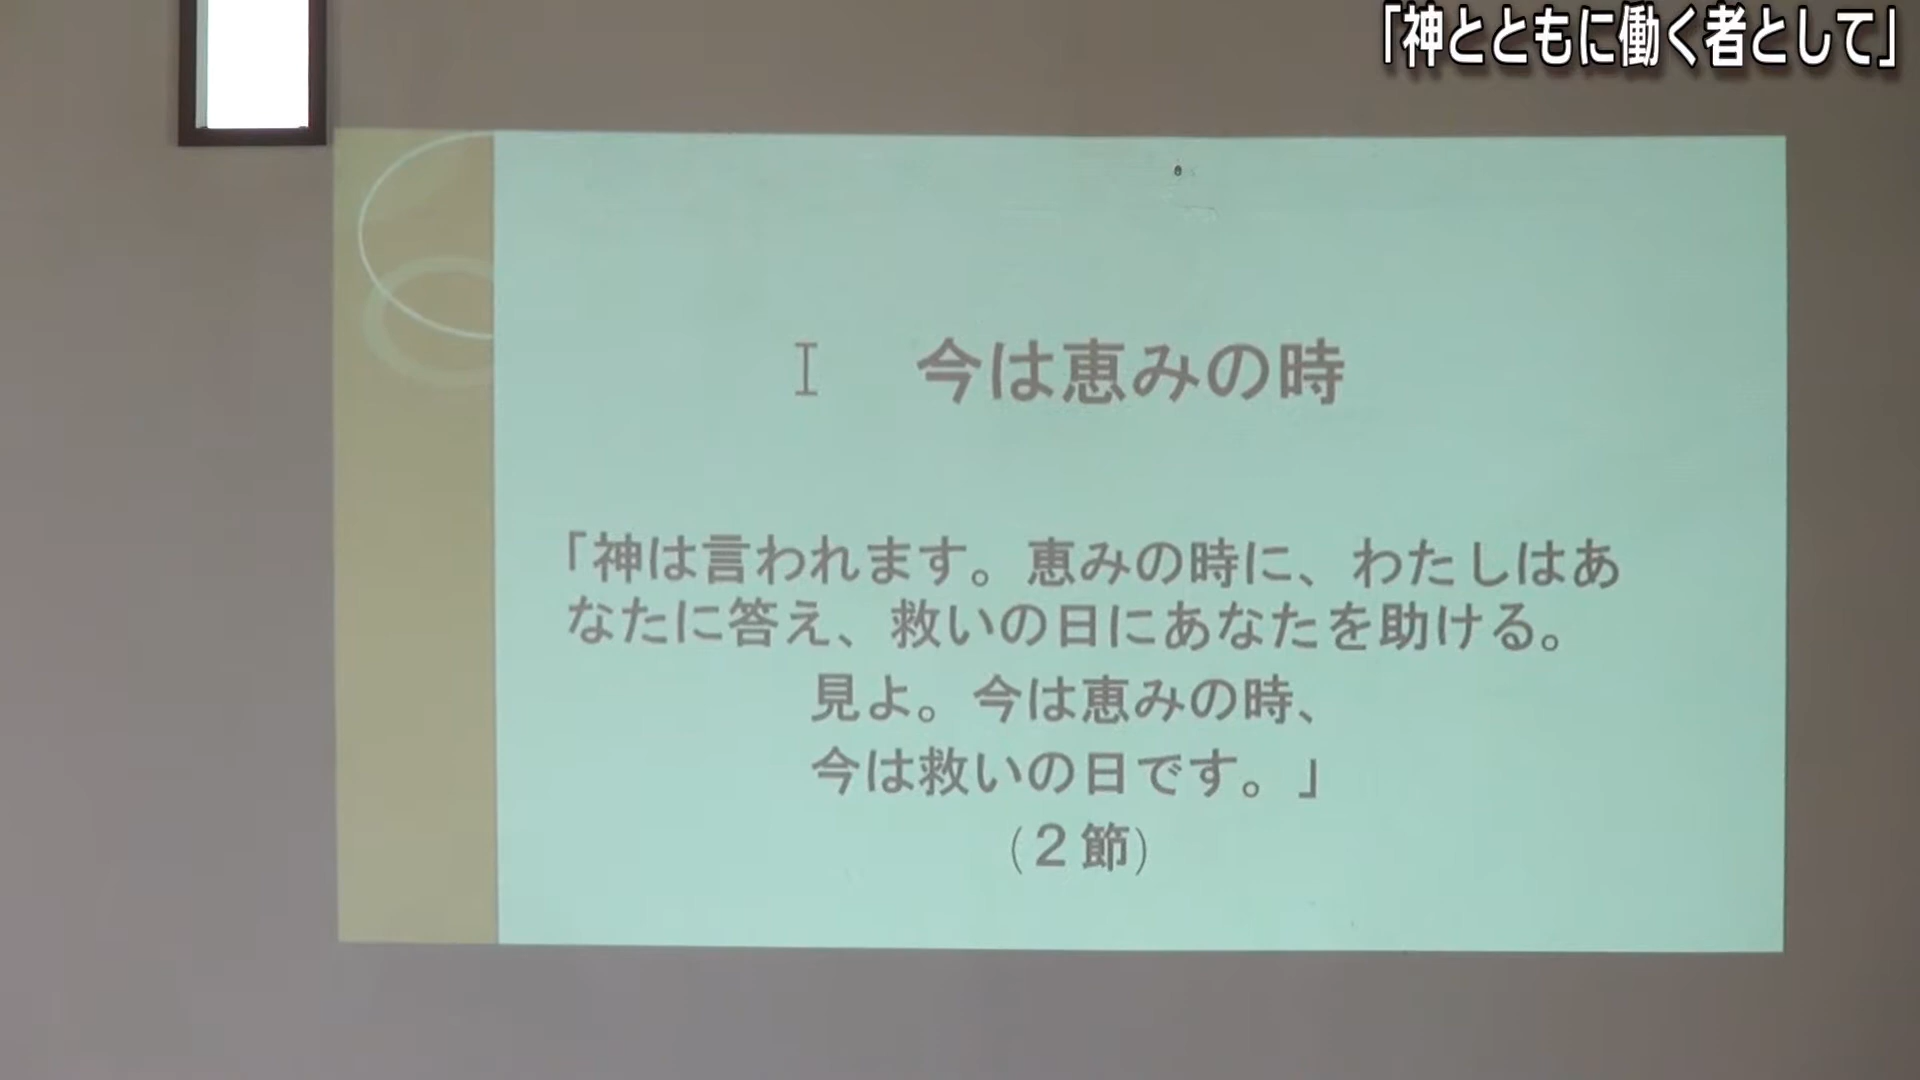 「神とともに働く者として」
8
I 今は恵みの時
「神は言われます。恵みの時に、わたしはあ
なたに答え、救いの日にあなたを助ける。
見よ。今は恵みの時、
今は救いの日です。」
(２節)